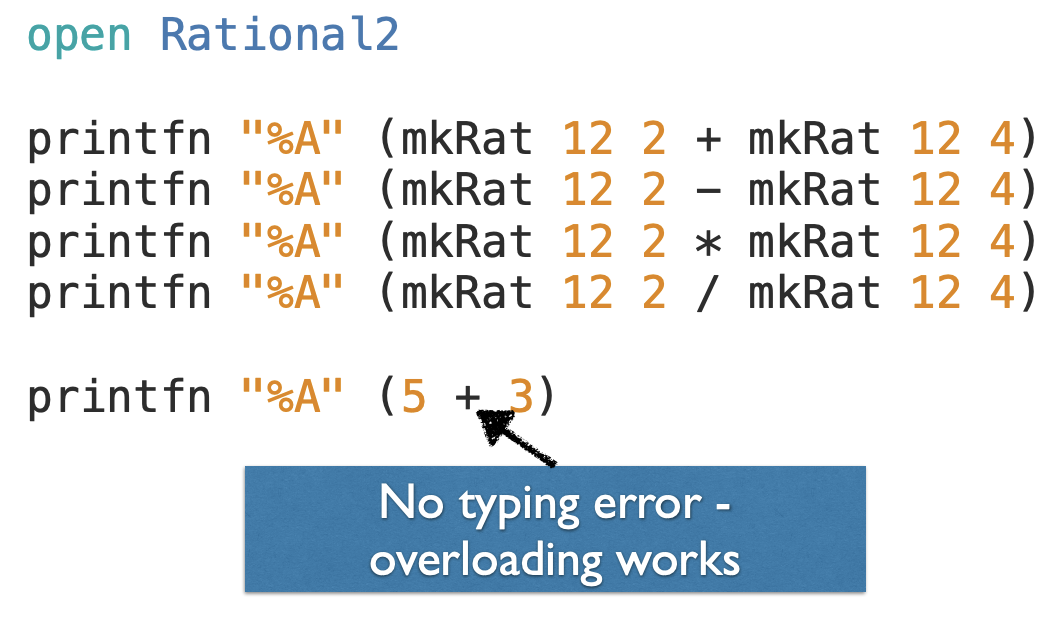 open Rational2
printfn "%A" (mkRat 12 2 + mkRat 12 4)
printfn "%A" (mkRat 12 2 - mkRat 12 4)
printfn "%A" (mkRat 12 2 * mkRat 12 4)
printfn "%A" (mkRat 12 2 / mkRat 12 4)
printfn "%A" (5 + 3)
No typing error -
overloading works